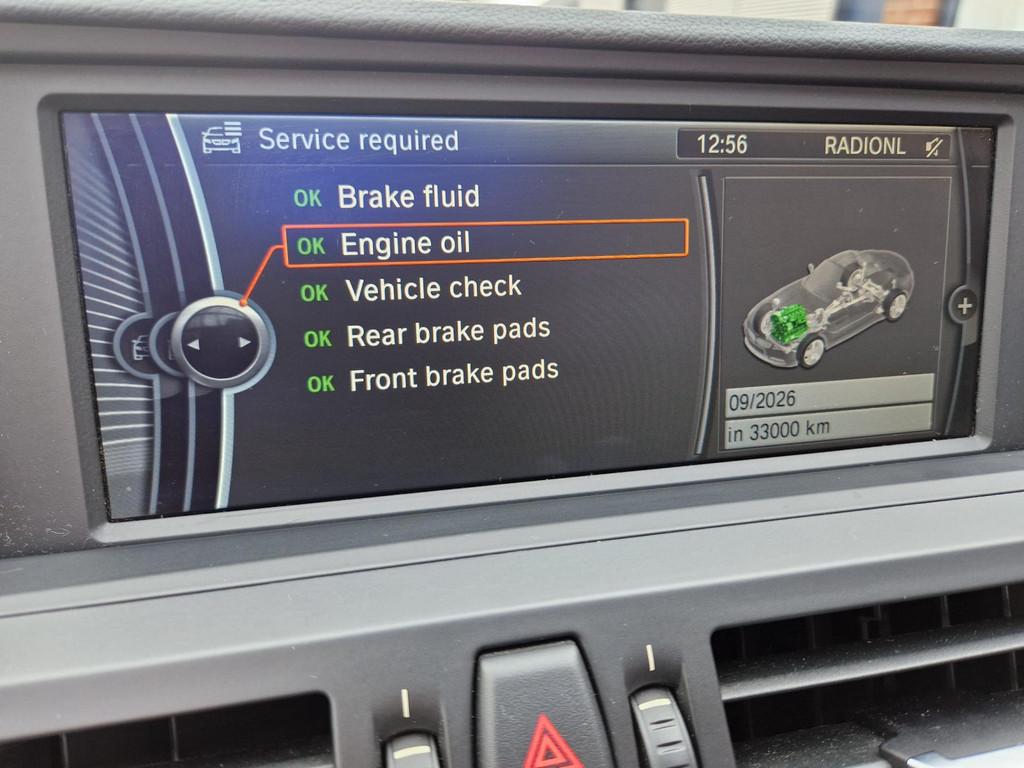 Service required
12:56
RADIONL
OK Brake fluid
OK Engine oil
OK Vehicle check
OK Rear brake pads
OK Front brake pads
09/2026
in 33000 km